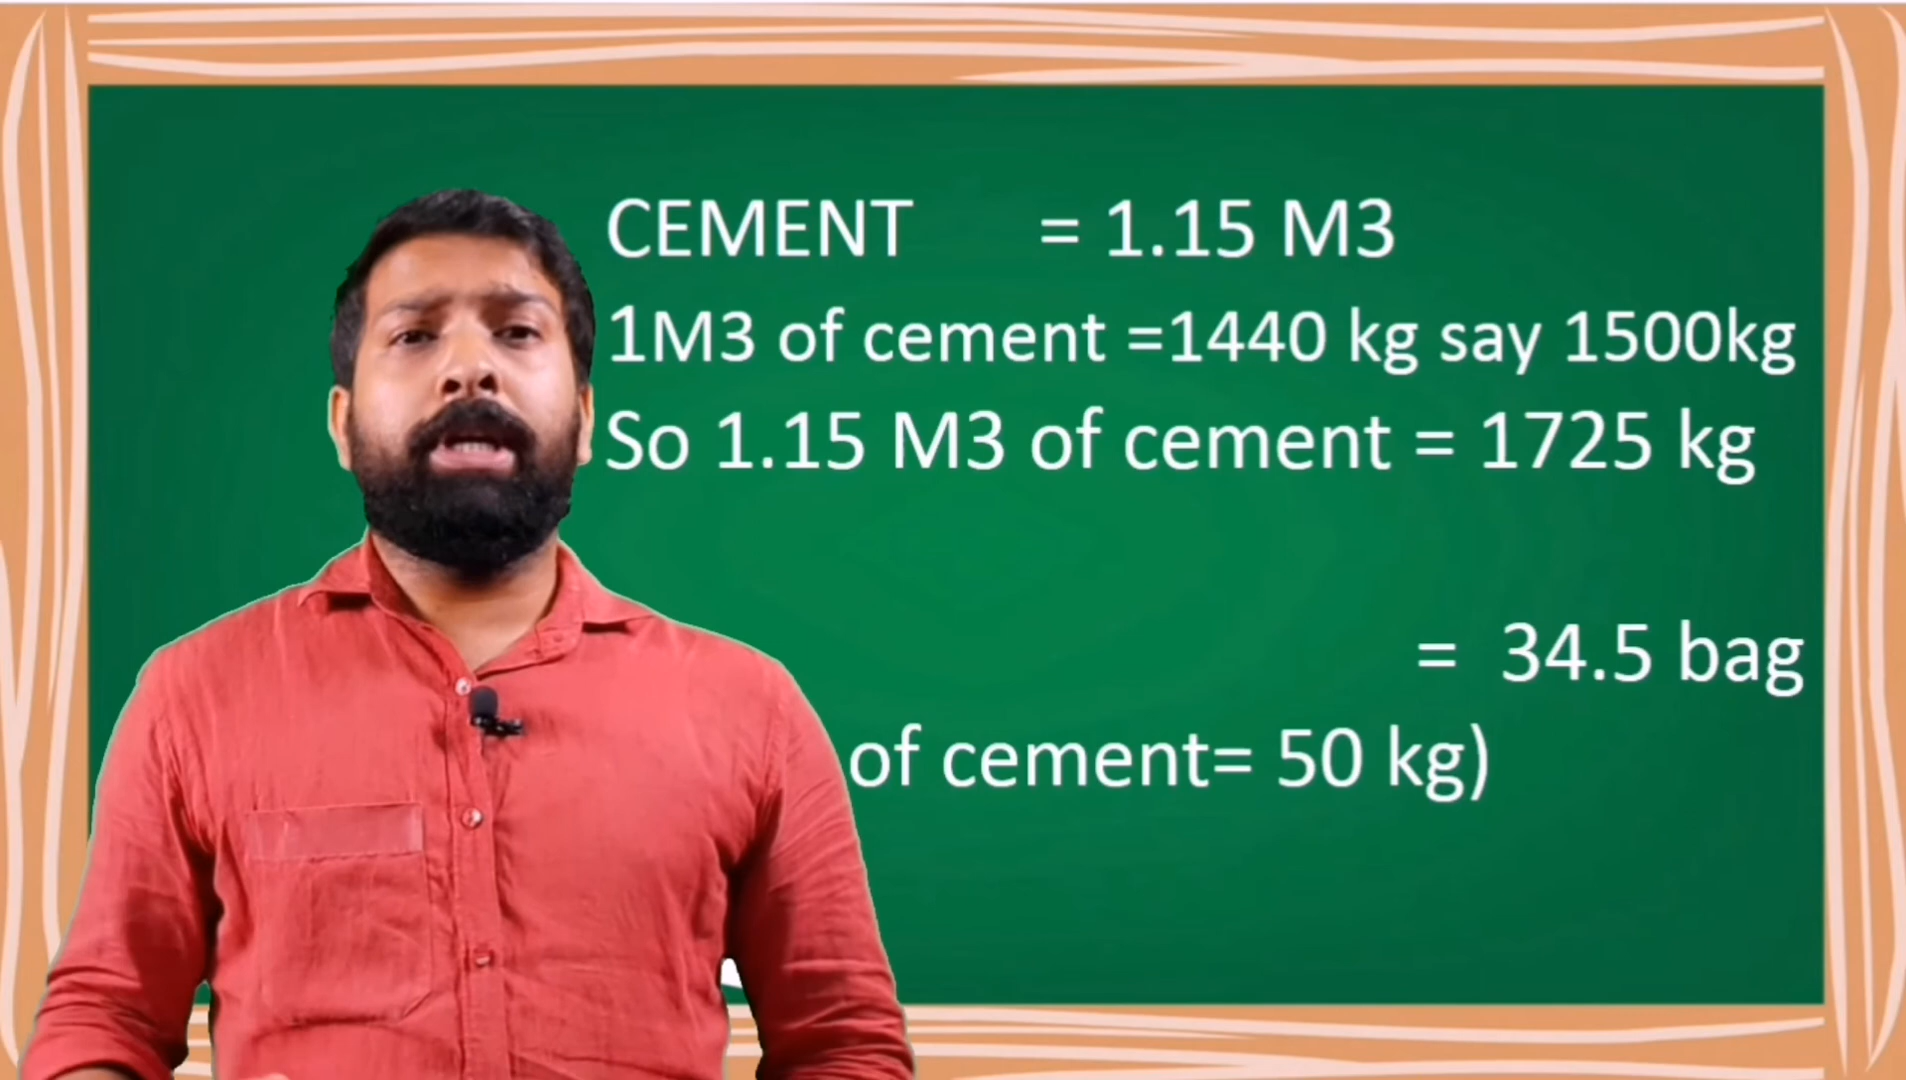 CEMENT = 1.15 M3
1M3 of cement =1440 kg say 1500kg
So 1.15 M3 of cement = 1725 kg
= 34.5 bag
of cement= 50 kg)